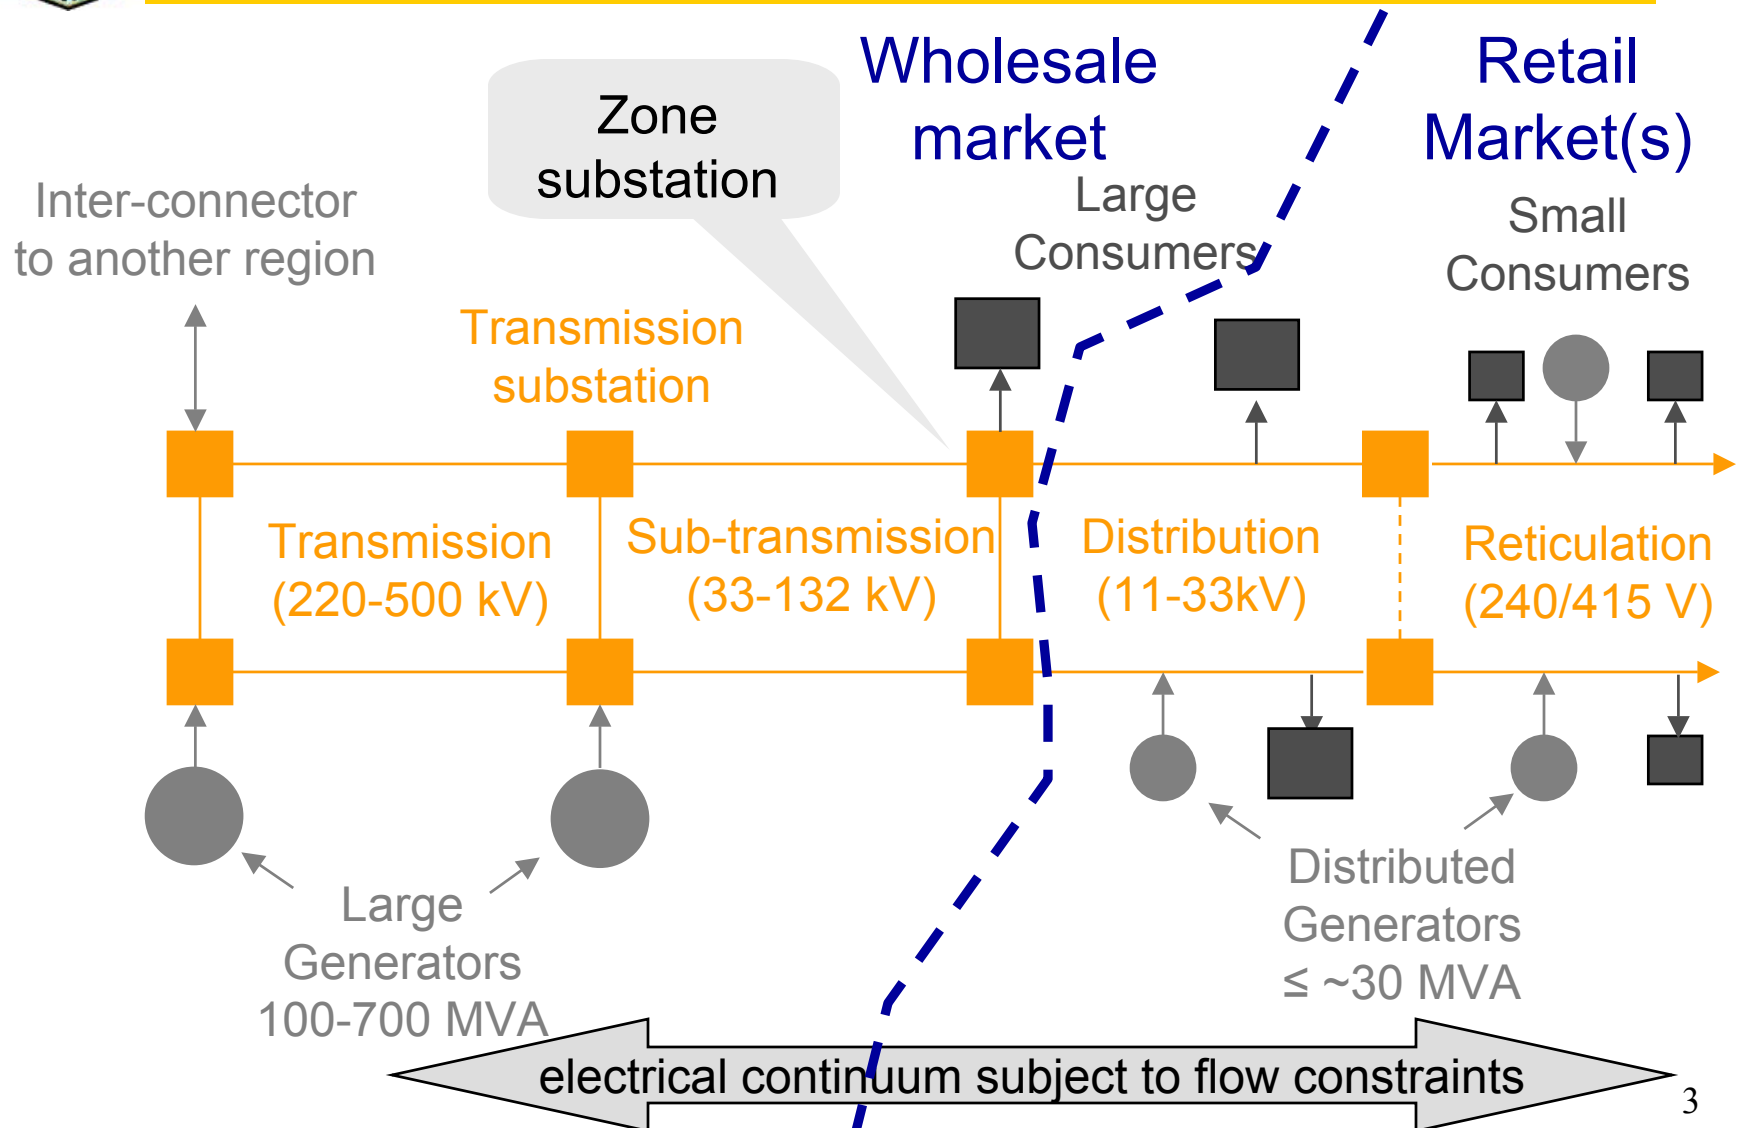 Wholesale
market
Retail
Market(s)
Zone
substation
Inter-connector
to another region
Large
Consumers
Small
Consumers
Transmission
substation
Transmission
(220-500 kV)
Sub-transmission
(33-132 kV)
Distribution
(11-33kV)
Reticulation
(240/415 V)
Large
Generators
100-700 MVA
Distributed
Generators
≤ ~30 MVA
electrical continuum subject to flow constraints
3